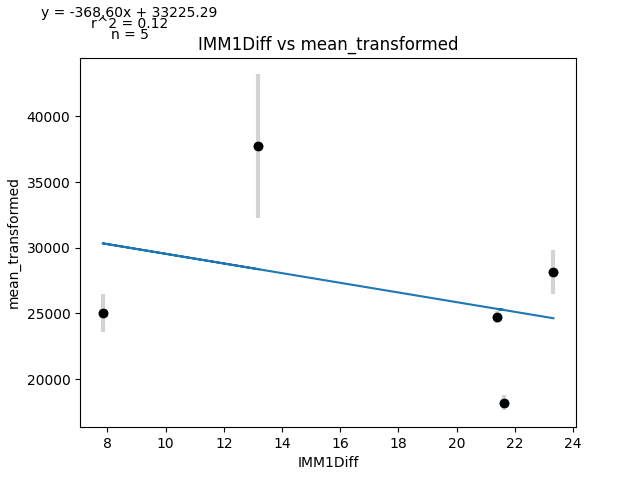 y = -368.60x + 33225.29
r^2 = 0.12
n = 5
IMM1Diff vs mean_transformed
mean_transformed
40000
35000
30000
25000
20000
8 10 12 14 16 18 20 22 24
IMM1Diff